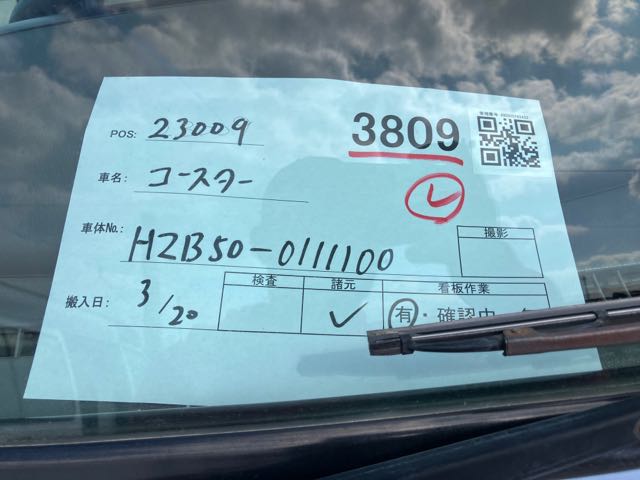 POS: 23009
3809
車名: コースター
車体No.: HZB50-0111100
撮影
搬入日: 3/20
検査 諸元 看板作業
✓ 有・確認中・